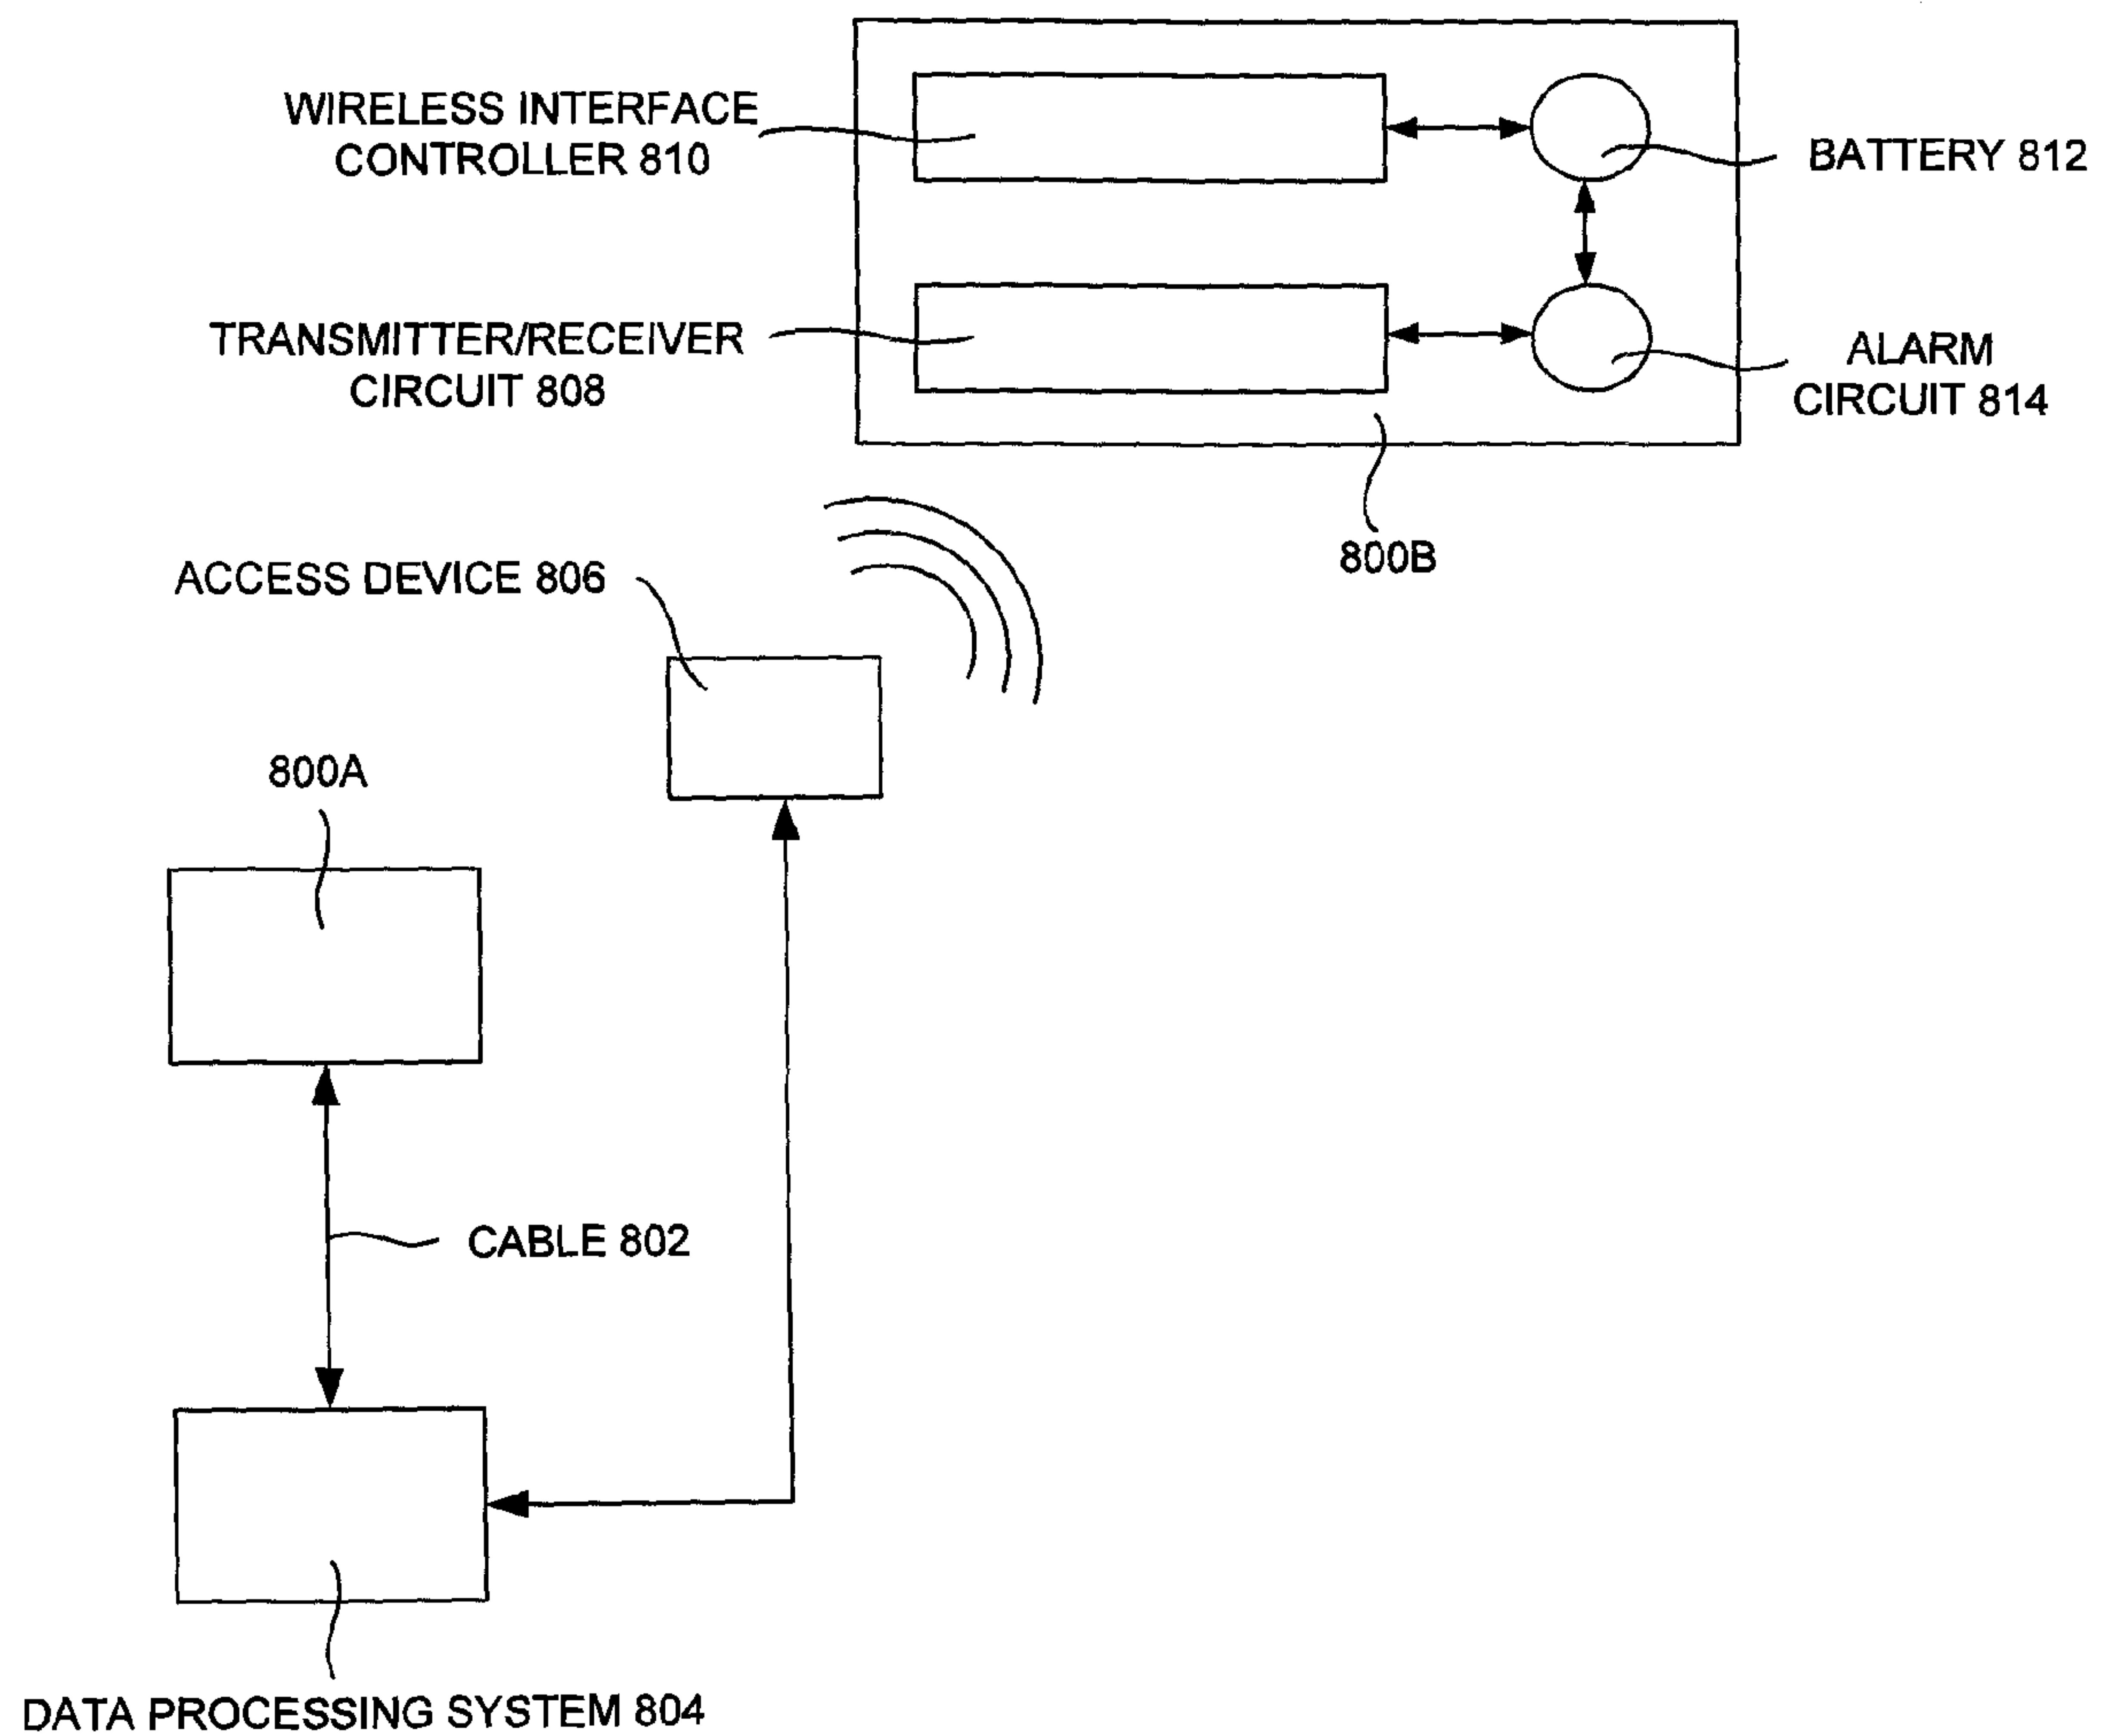 WIRELESS INTERFACE
CONTROLLER 810
BATTERY 812
TRANSMITTER/RECEIVER
CIRCUIT 808
ALARM
CIRCUIT 814
800B
ACCESS DEVICE 806
800A
CABLE 802
DATA PROCESSING SYSTEM 804